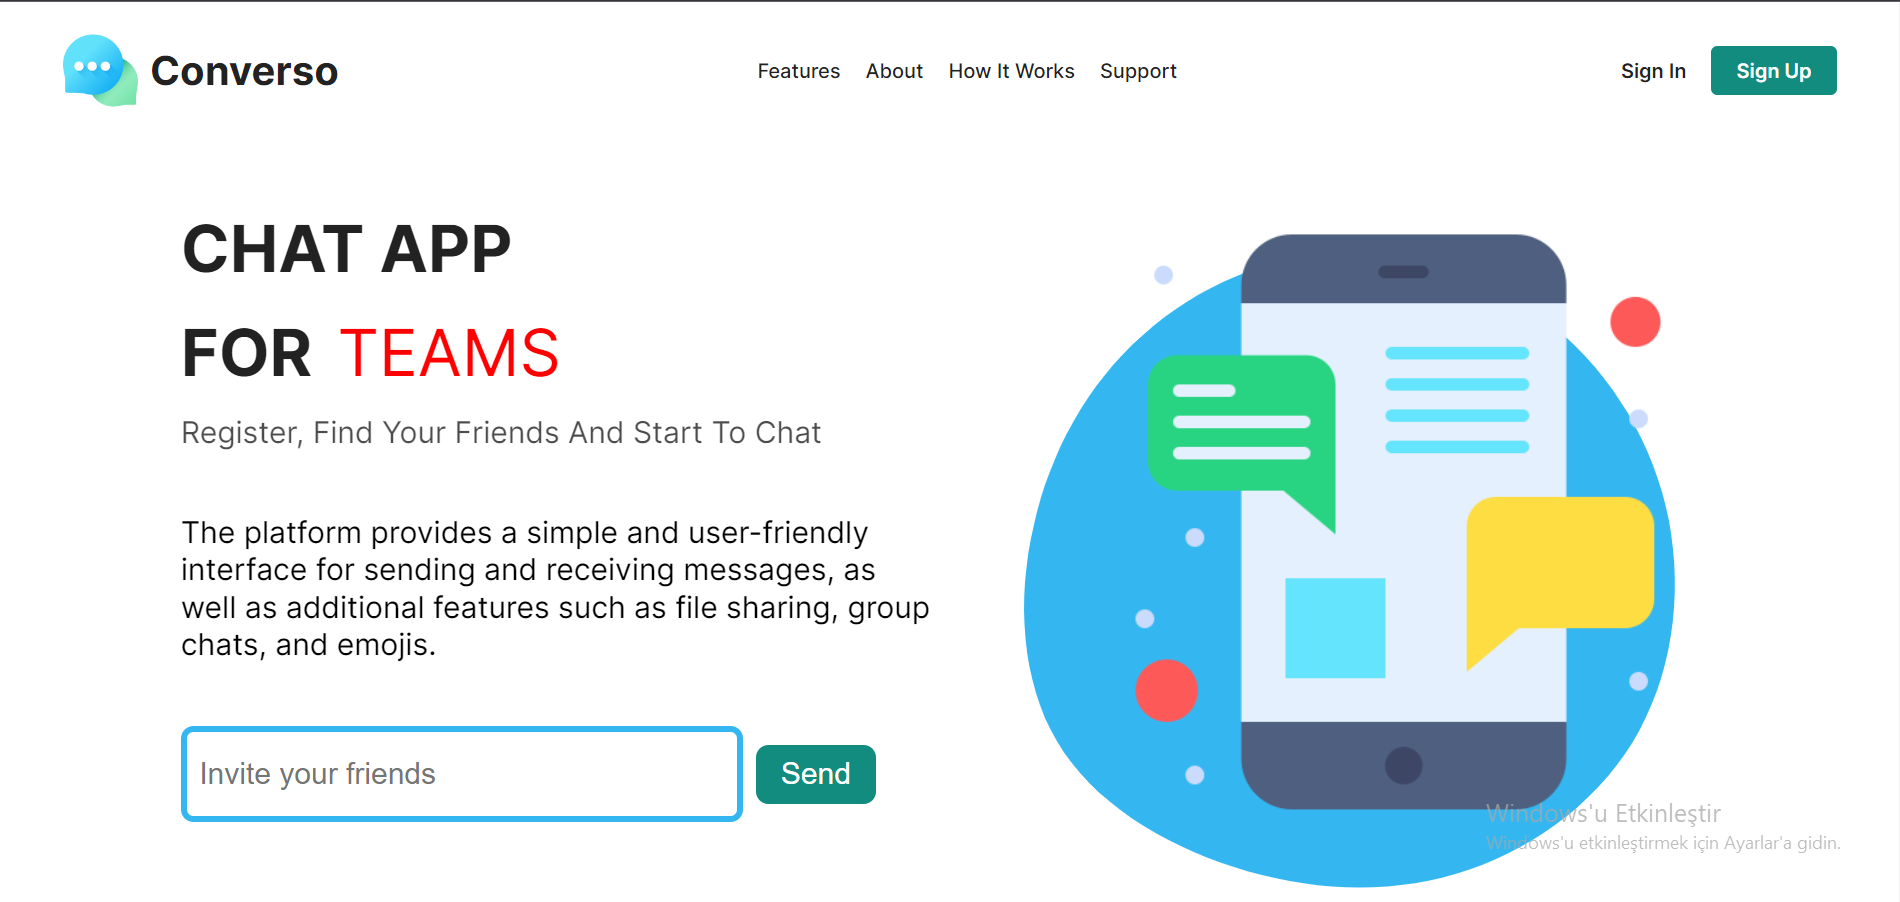 Converso
Features About How It Works Support
Sign In Sign Up
CHAT APP
FOR TEAMS
Register, Find Your Friends And Start To Chat
The platform provides a simple and user-friendly
interface for sending and receiving messages, as
well as additional features such as file sharing, group
chats, and emojis.
Invite your friends Send
Windows'u Etkinleştir
Windows'u etkinleştirmek için Ayarlar'a gidin.